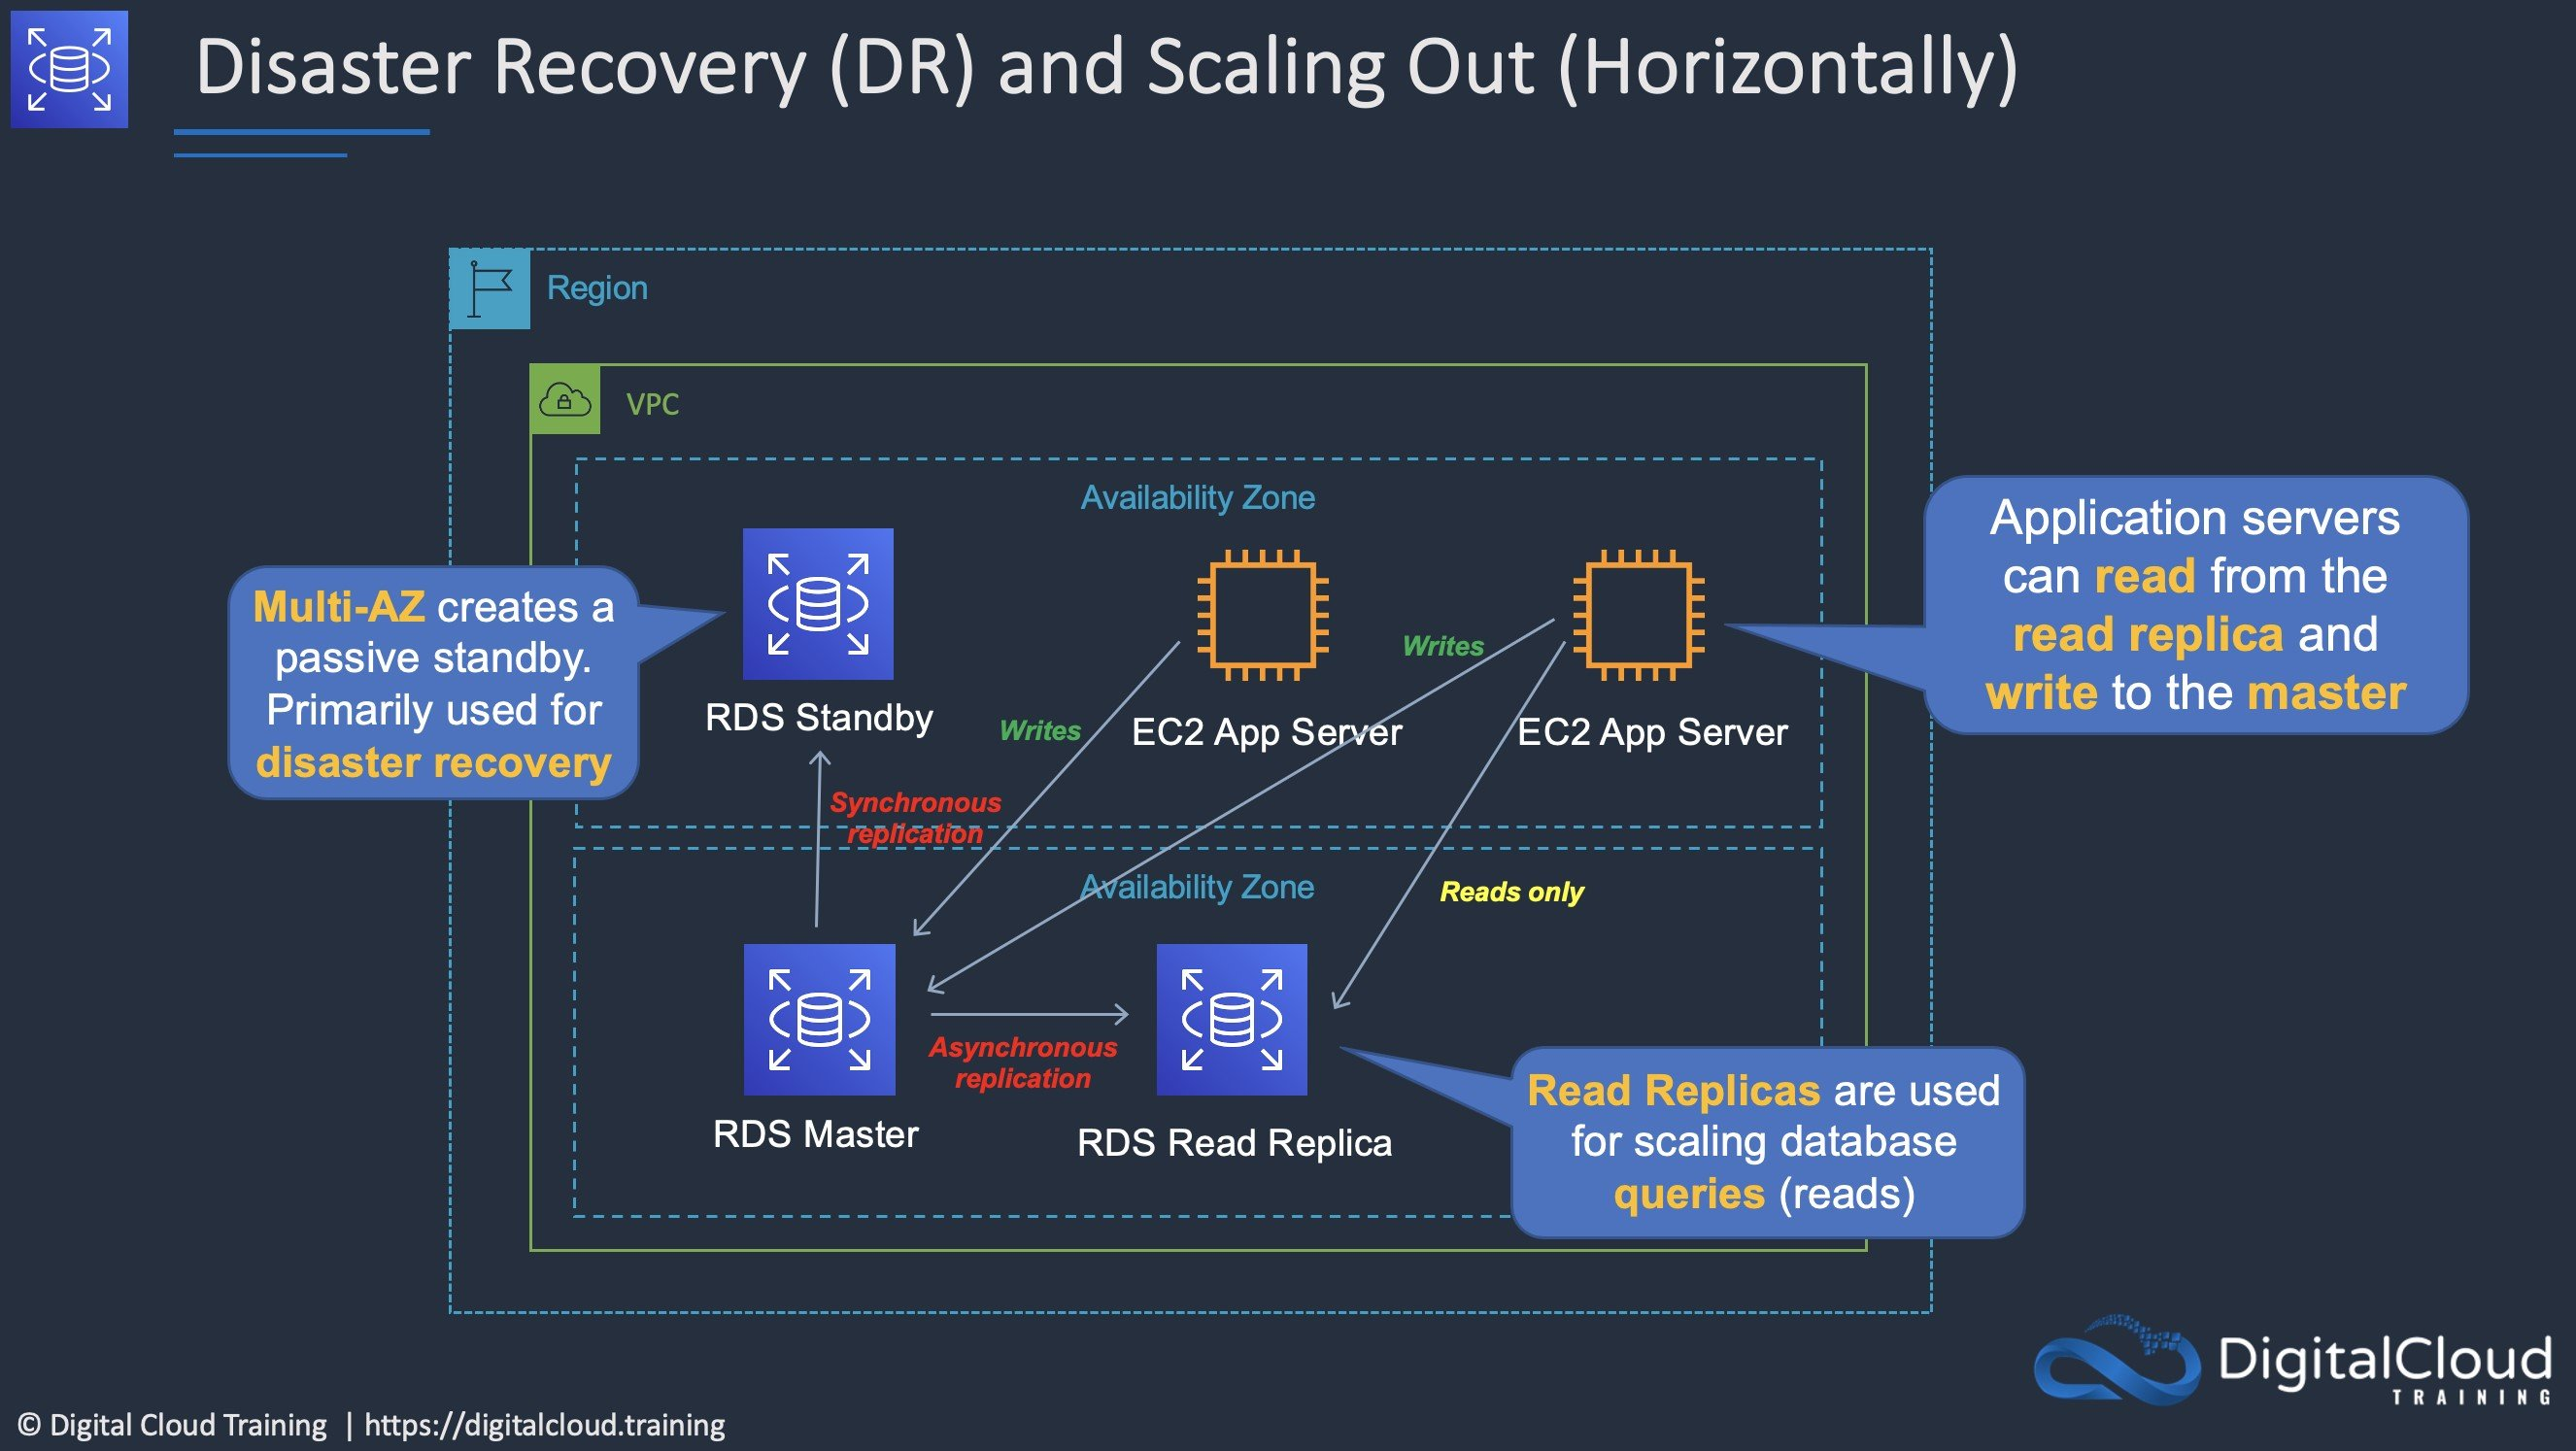 Disaster Recovery (DR) and Scaling Out (Horizontally)
Region
VPC
Availability Zone
Multi-AZ creates a
passive standby.
Primarily used for
disaster recovery
RDS Standby
EC2 App Server
EC2 App Server
Application servers
can read from the
read replica and
write to the master
Writes
Writes
Synchronous
replication
Availability Zone
Reads only
Asynchronous
replication
RDS Master
RDS Read Replica
Read Replicas are used
for scaling database
queries (reads)
DigitalCloud
TRAINING
© Digital Cloud Training | https://digitalcloud.training